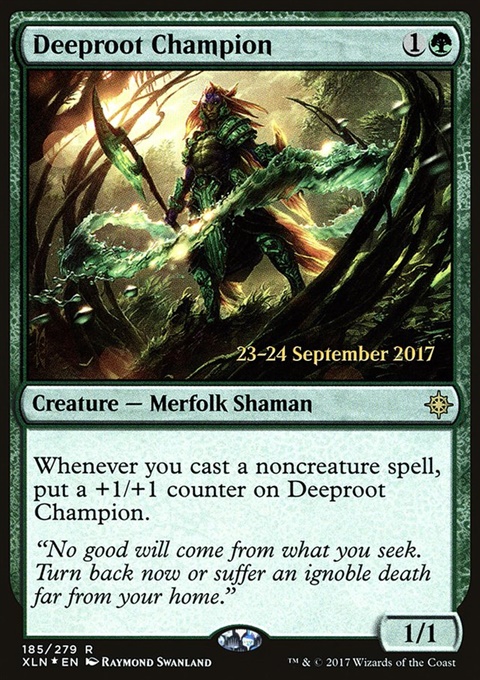 Deeproot Champion 1
23–24 September 2017
Creature — Merfolk Shaman
Whenever you cast a noncreature spell,
put a +1/+1 counter on Deeproot
Champion.
“No good will come from what you seek.
Turn back now or suffer an ignoble death
far from your home.”
1/1
185/279 R
XLN★EN Raymond Swanland
™ & © 2017 Wizards of the Coast